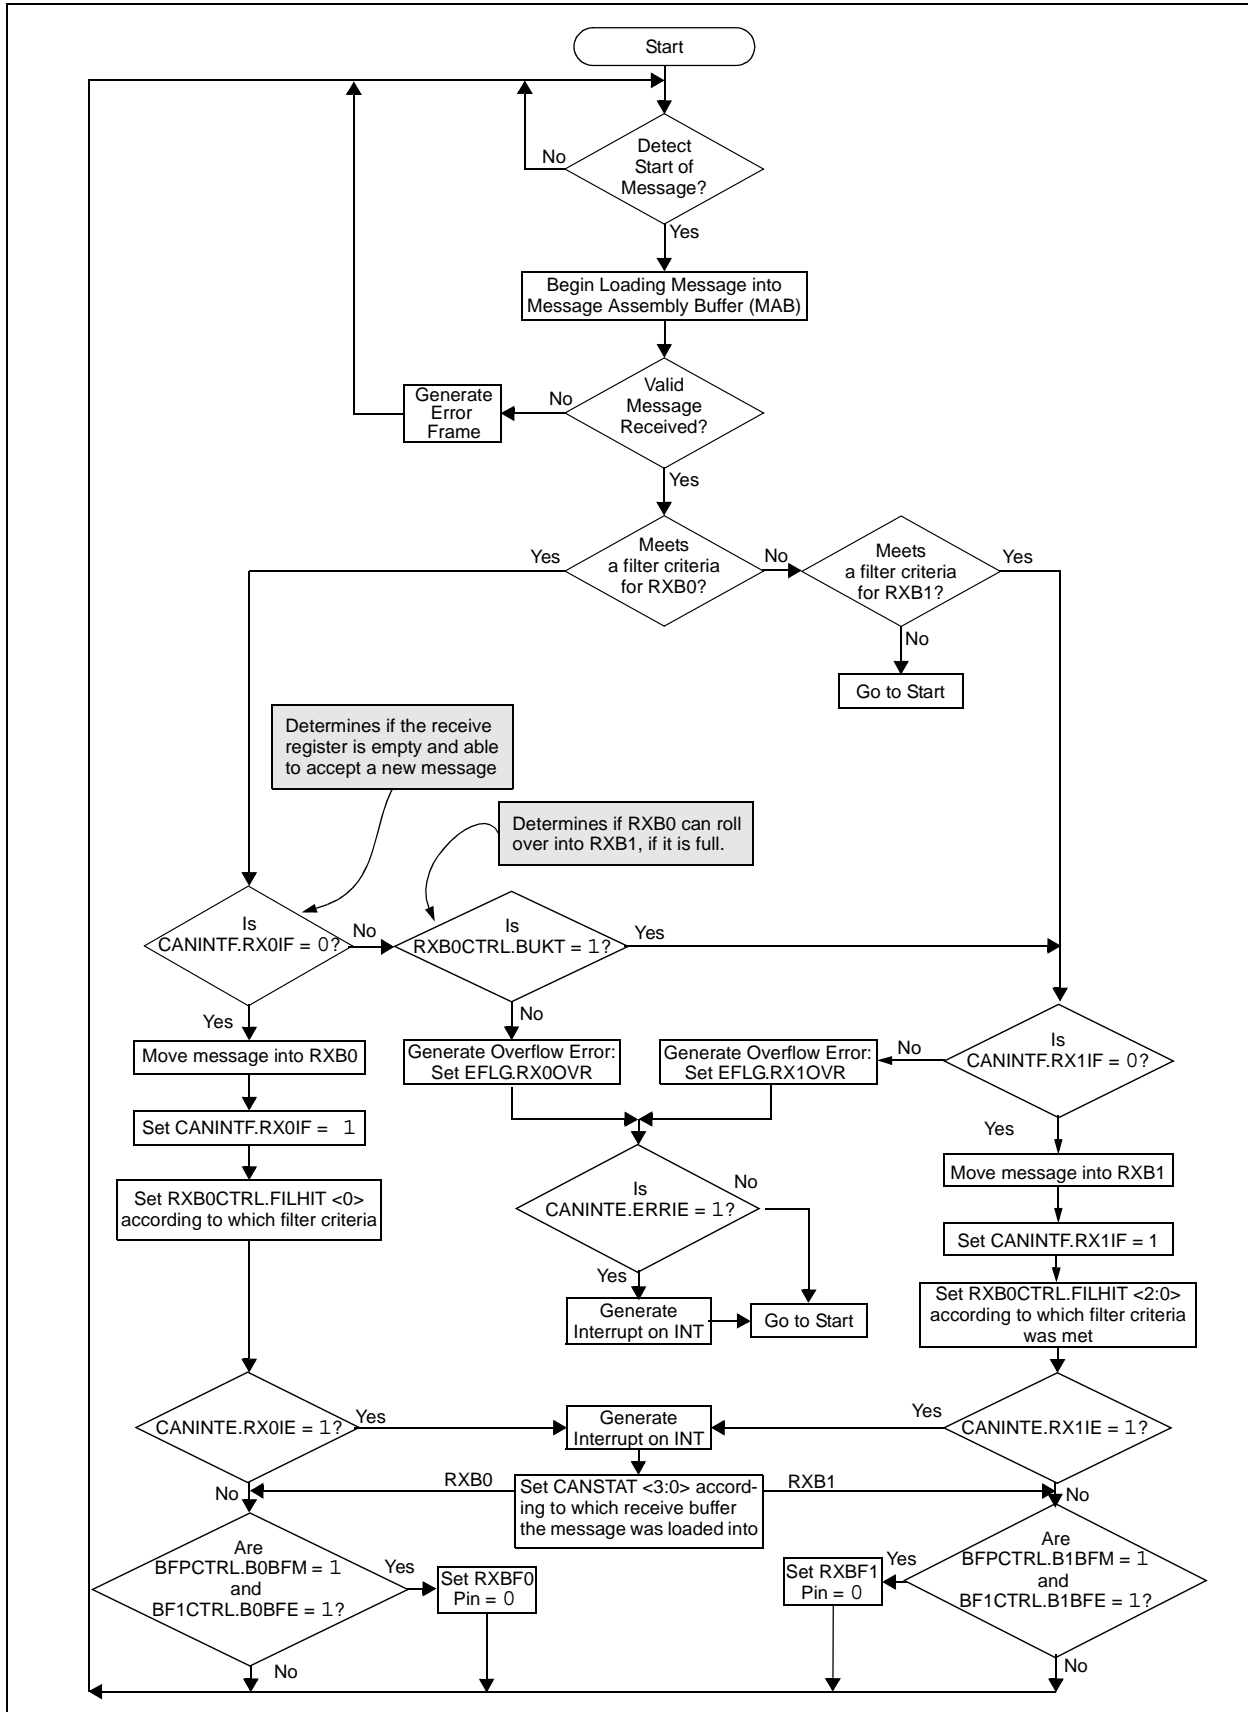 Start
Detect
Start of
Message?
No
Yes
Begin Loading Message into
Message Assembly Buffer (MAB)
Valid
Message
Received?
No
Generate
Error
Frame
Yes
Meets
a filter criteria
for RXB0?
Yes
No
Meets
a filter criteria
for RXB1?
Yes
No
Go to Start
Determines if the receive
register is empty and able
to accept a new message
Determines if RXB0 can roll
over into RXB1, if it is full.
Is
CANINTF.RX0IF = 0?
No
Is
RXB0CTRL.BUKT = 1?
Yes
Yes
No
Is
CANINTF.RX1IF = 0?
No
Move message into RXB0
Generate Overflow Error:
Set EFLG.RX0OVR
Generate Overflow Error:
Set EFLG.RX1OVR
Set CANINTF.RX0IF = 1
Yes
Is
CANINTE.ERRIE = 1?
No
Move message into RXB1
Set RXB0CTRL.FILHIT <0>
according to which filter criteria
Set CANINTF.RX1IF = 1
Yes
Generate
Interrupt on INT
Go to Start
Set RXB0CTRL.FILHIT <2:0>
according to which filter criteria
was met
CANINTE.RX0IE = 1?
Yes
Generate
Interrupt on INT
Yes
CANINTE.RX1IE = 1?
RXB0
Set CANSTAT <3:0> accord-
ing to which receive buffer
the message was loaded into
RXB1
No
No
Are
BFPCTRL.B0BFM = 1
and
BF1CTRL.B0BFE = 1?
Yes
Set RXBF0
Pin = 0
Set RXBF1
Pin = 0
Yes
Are
BFPCTRL.B1BFM = 1
and
BF1CTRL.B1BFE = 1?
No
No